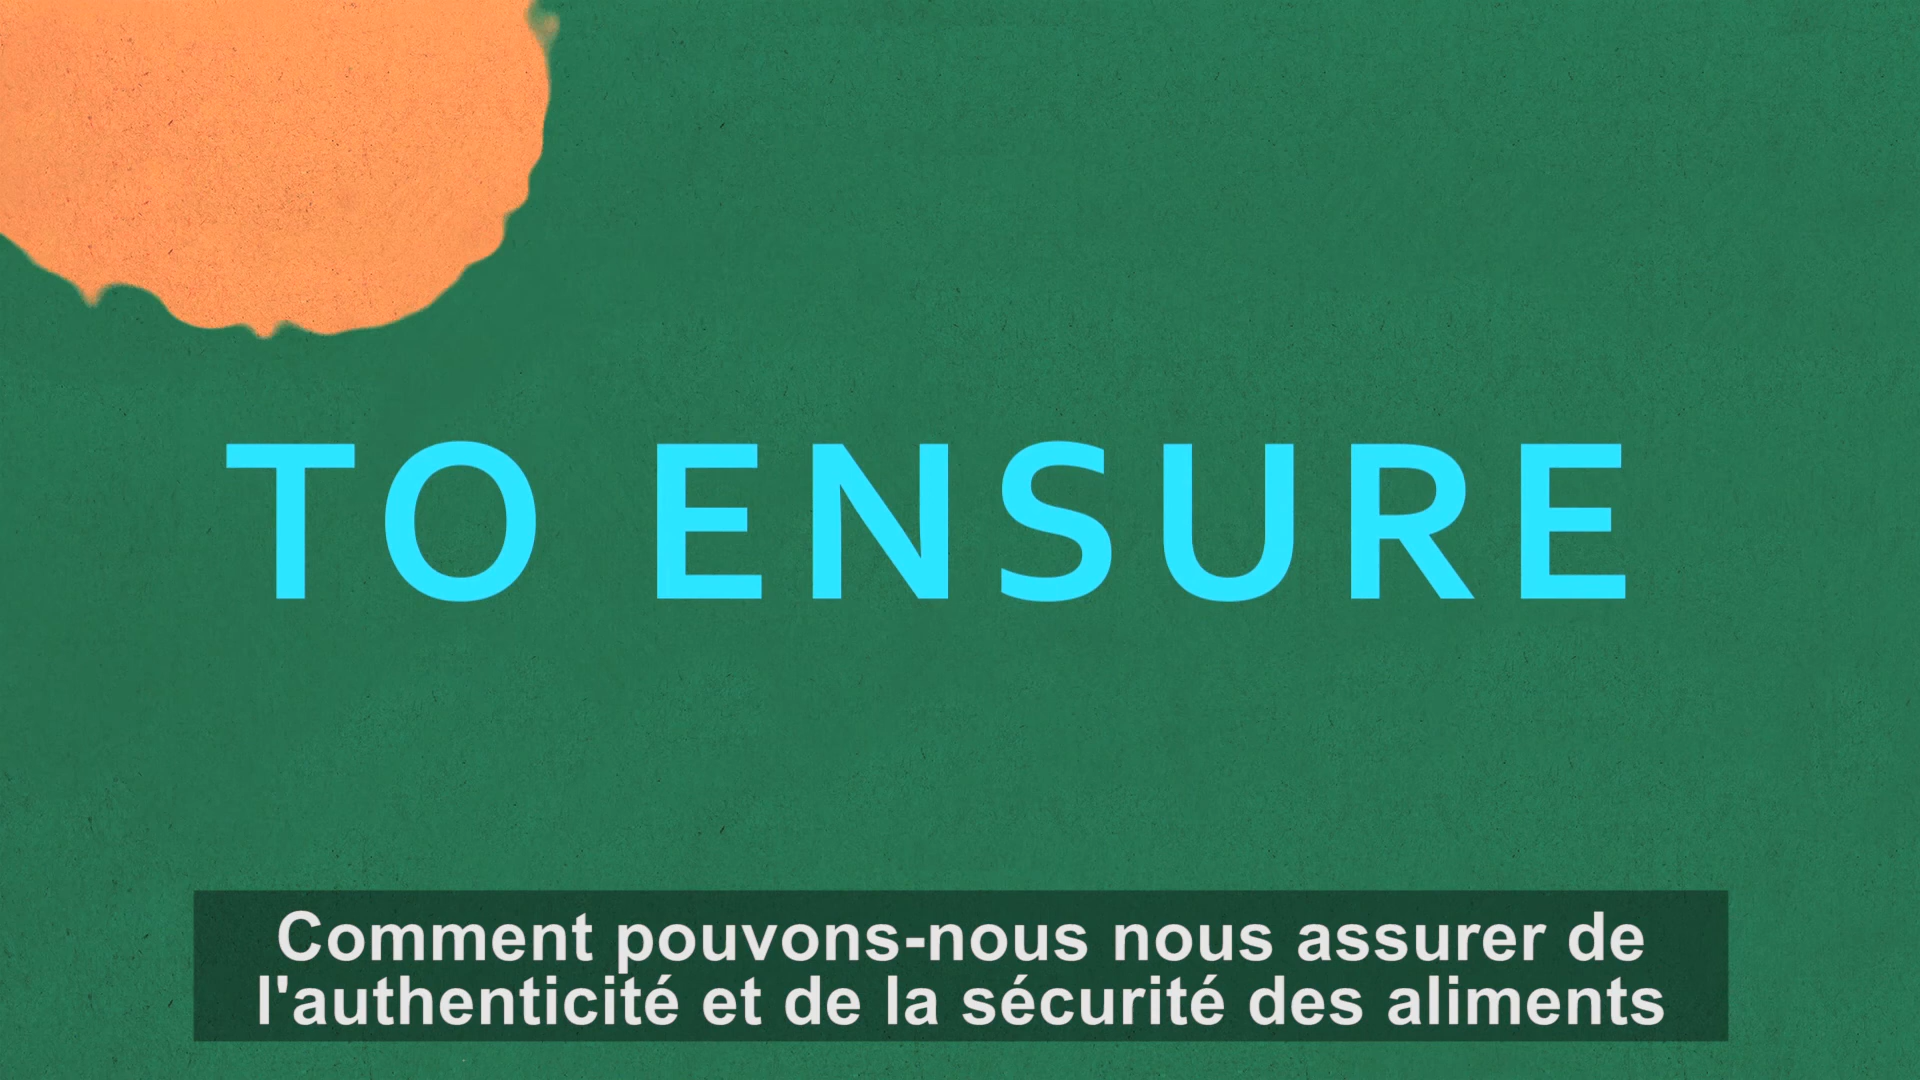 TO ENSURE
Comment pouvons-nous nous assurer de
l'authenticité et de la sécurité des aliments